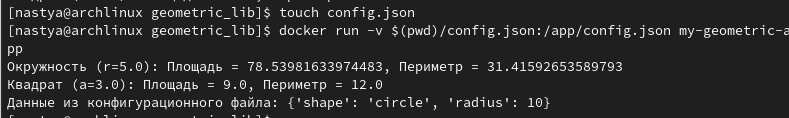 [nastya@archlinux geometric_lib]$ touch config.json
[nastya@archlinux geometric_lib]$ docker run -v $(pwd)/config.json:/app/config.json my-geometric-a
pp
Окружность (r=5.0): Площадь = 78.53981633974483, Периметр = 31.41592653589793
Квадрат (a=3.0): Площадь = 9.0, Периметр = 12.0
Данные из конфигурационного файла: {'shape': 'circle', 'radius': 10}